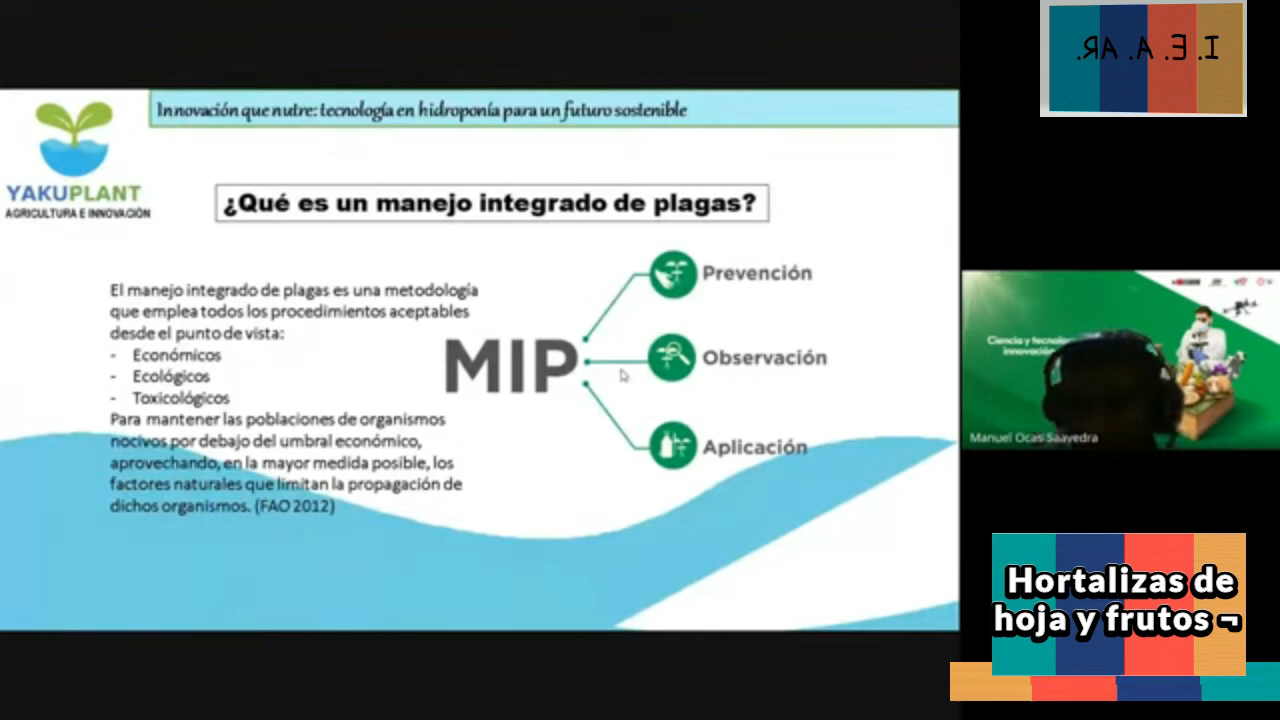 Innovación que nutre: tecnología en hidroponía para un futuro sostenible
YAKUPLANT
AGRICULTURA E INNOVACIÓN
¿Qué es un manejo integrado de plagas?
El manejo integrado de plagas es una metodología
que emplea todos los procedimientos aceptables
desde el punto de vista:
- Económicos
- Ecológicos
- Toxicológicos
Para mantener las poblaciones de organismos
nocivos por debajo del umbral económico,
aprovechando, en la mayor medida posible, los
factores naturales que limitan la propagación de
dichos organismos. (FAO 2012)
MIP
Prevención
Observación
Aplicación
I. E. A. AR.
Ciencia y
Manuel Ocas Saavedra
Hortalizas de
hoja y frutos ¬